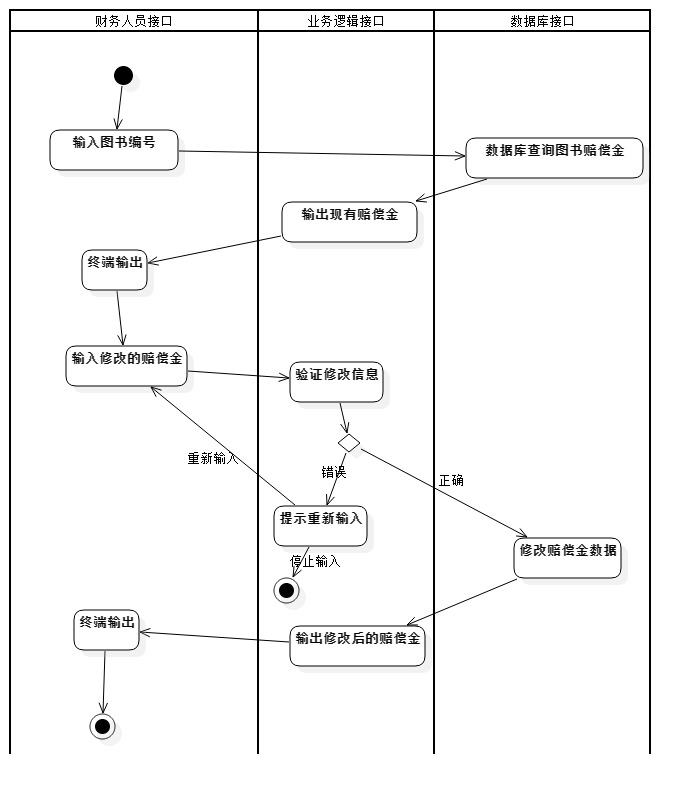 财务人员接口
业务逻辑接口
数据库接口
输入图书编号
数据库查询图书赔偿金
输出现有赔偿金
终端输出
输入修改的赔偿金
验证修改信息
重新输入
错误
正确
提示重新输入
修改赔偿金数据
停止输入
终端输出
输出修改后的赔偿金